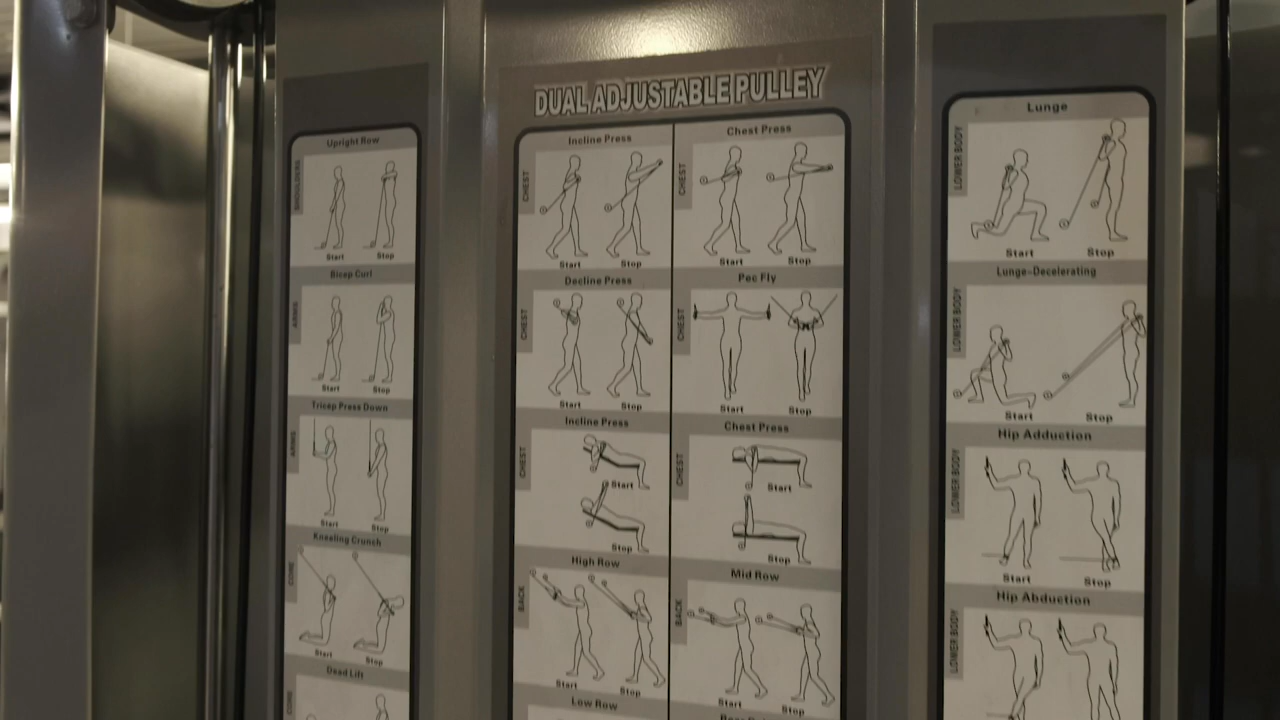 DUAL ADJUSTABLE PULLEY
Upright Row
SHOULDERS
Start Stop
Bicep Curl
ARMS
Start Stop
Tricep Press Down
ARMS
Start Stop
Kneeling Crunch
CORE
Start Stop
Dead Lift
CORE
Incline Press
CHEST
Start Stop
Chest Press
CHEST
Start Stop
Decline Press
CHEST
Start Stop
Pec Fly
CHEST
Start Stop
Incline Press
CHEST
Start
Stop
Chest Press
CHEST
Start
Stop
High Row
BACK
Start Stop
Mid Row
BACK
Start Stop
Low Row
Lunge
LOWER BODY
Start Stop
Lunge-Decelerating
LOWER BODY
Start Stop
Hip Adduction
LOWER BODY
Start Stop
Hip Abduction
LOWER BODY